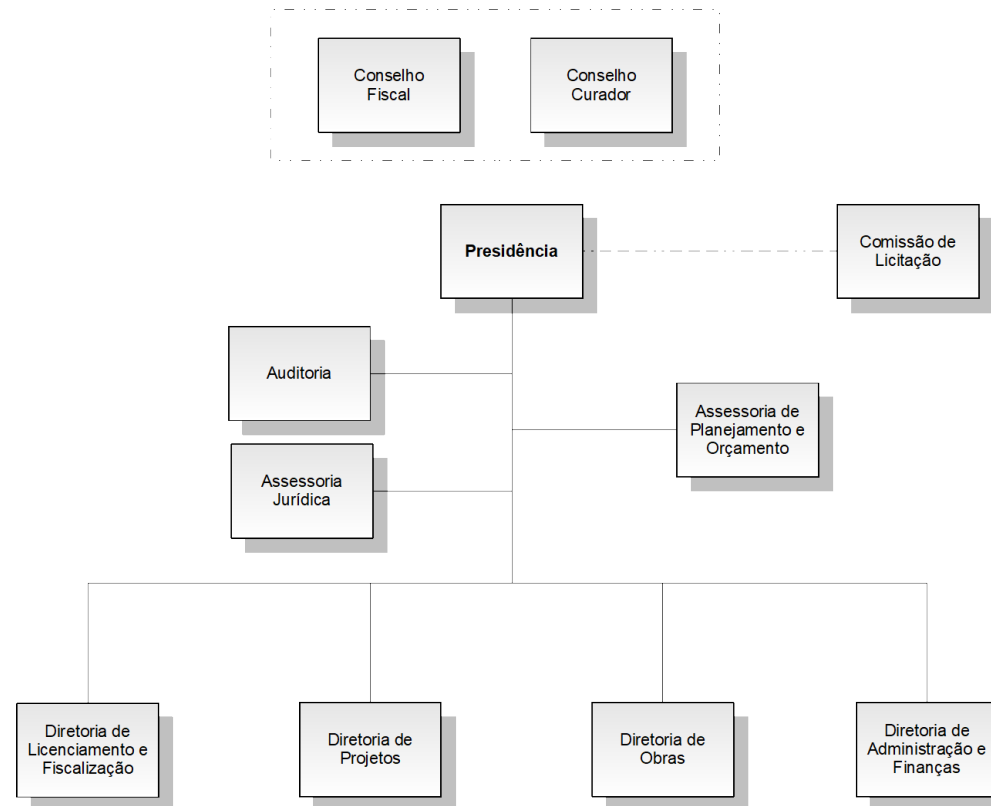 Conselho
Fiscal
Conselho
Curador
Presidência
Comissão de
Licitação
Auditoria
Assessoria de
Planejamento e
Orçamento
Assessoria
Jurídica
Diretoria de
Licenciamento e
Fiscalização
Diretoria de
Projetos
Diretoria de
Obras
Diretoria de
Administração e
Finanças